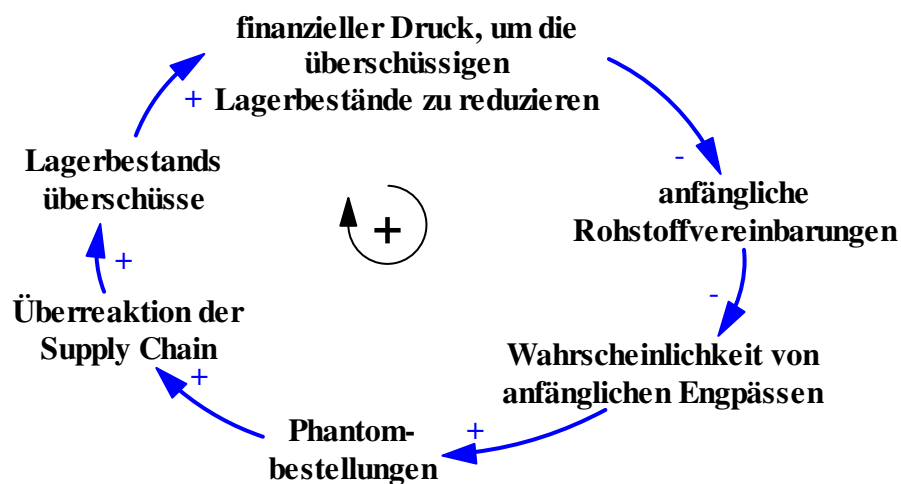 finanzieller Druck, um die
überschüssigen
Lagerbestände zu reduzieren
+
-
Lagerbestands
überschüsse
anfängliche
Rohstoffvereinbarungen
+
+
-
Überreaktion der
Supply Chain
Wahrscheinlichkeit von
anfänglichen Engpässen
+
+
Phantom-
bestellungen